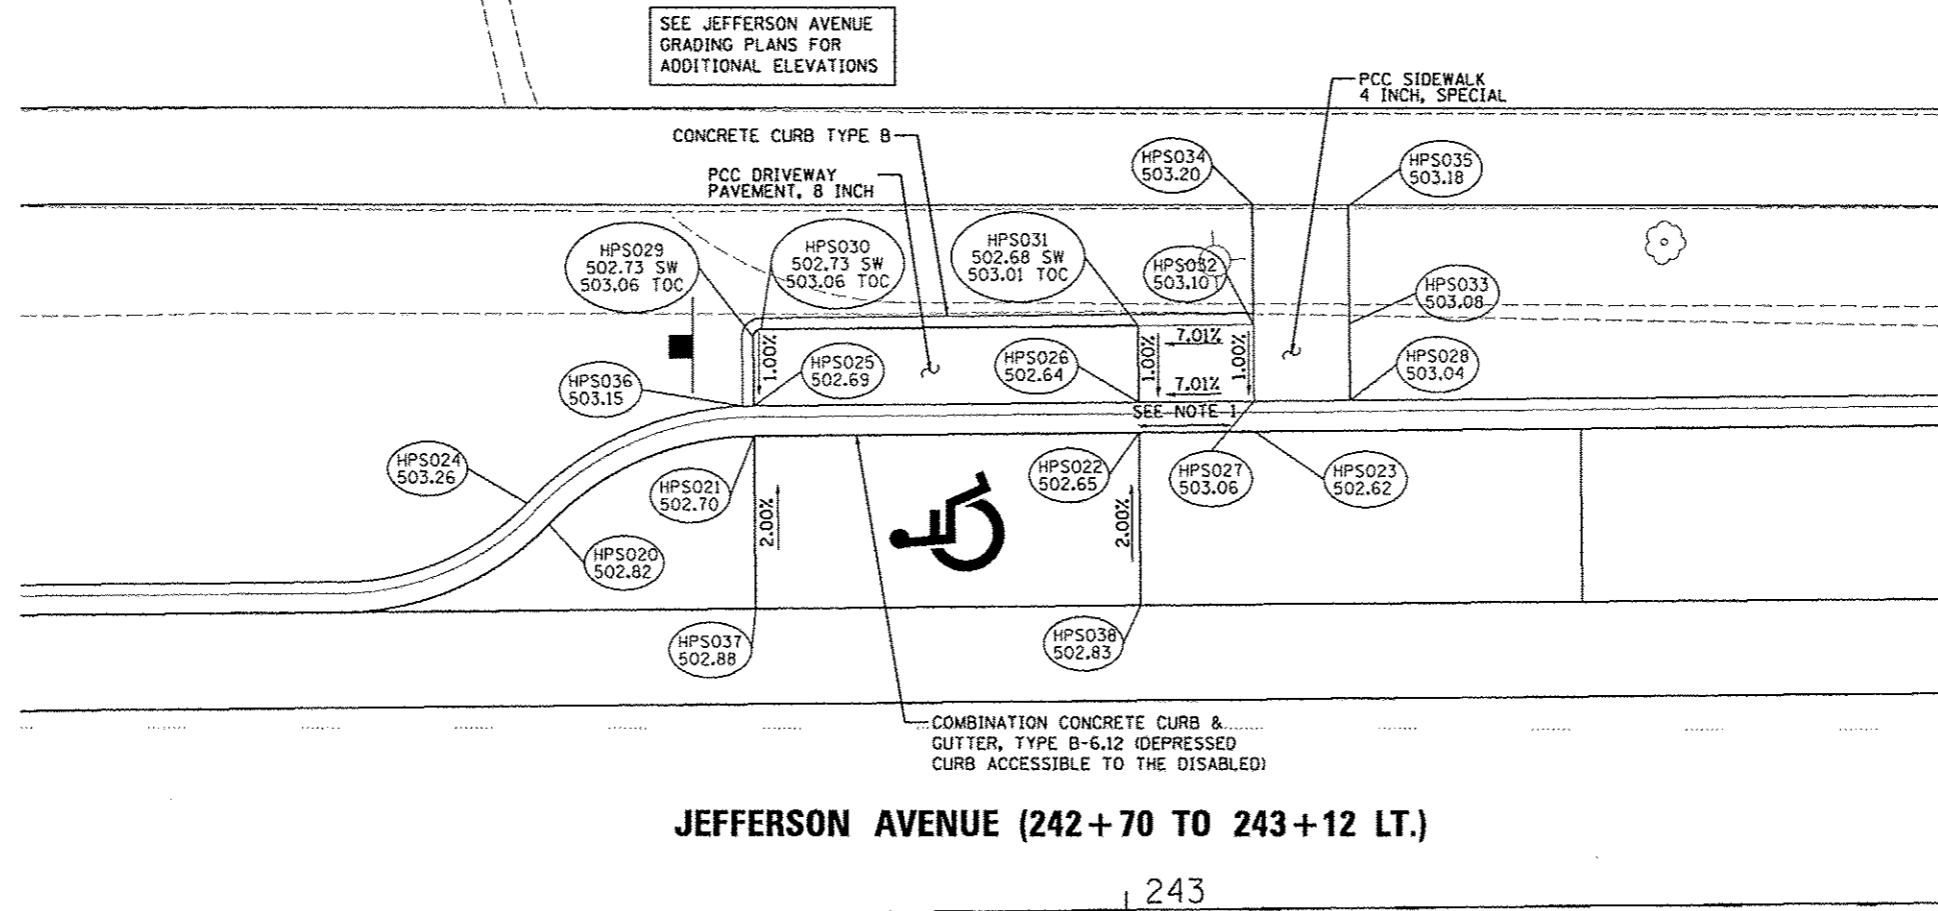 SEE JEFFERSON AVENUE
GRADING PLANS FOR
ADDITIONAL ELEVATIONS
PCC SIDEWALK
4 INCH, SPECIAL
CONCRETE CURB TYPE B
PCC DRIVEWAY
PAVEMENT, 8 INCH
HPS034
503.20
HPS035
503.18
HPS029
502.73 SW
503.06 TOC
HPS030
502.73 SW
503.06 TOC
HPS031
502.68 SW
503.01 TOC
HPS032
503.10
HPS033
503.08
7.01%
1.00%
1.00%
1.00%
7.01%
HPS036
503.15
HPS025
502.69
HPS026
502.64
HPS028
503.04
SEE NOTE 1
HPS024
503.26
HPS021
502.70
HPS022
502.65
HPS027
503.06
HPS023
502.62
2.00%
2.00%
HPS020
502.82
HPS037
502.88
HPS038
502.83
COMBINATION CONCRETE CURB &
GUTTER, TYPE B-6.12 (DEPRESSED
CURB ACCESSIBLE TO THE DISABLED)
JEFFERSON AVENUE (242+70 TO 243+12 LT.)
243